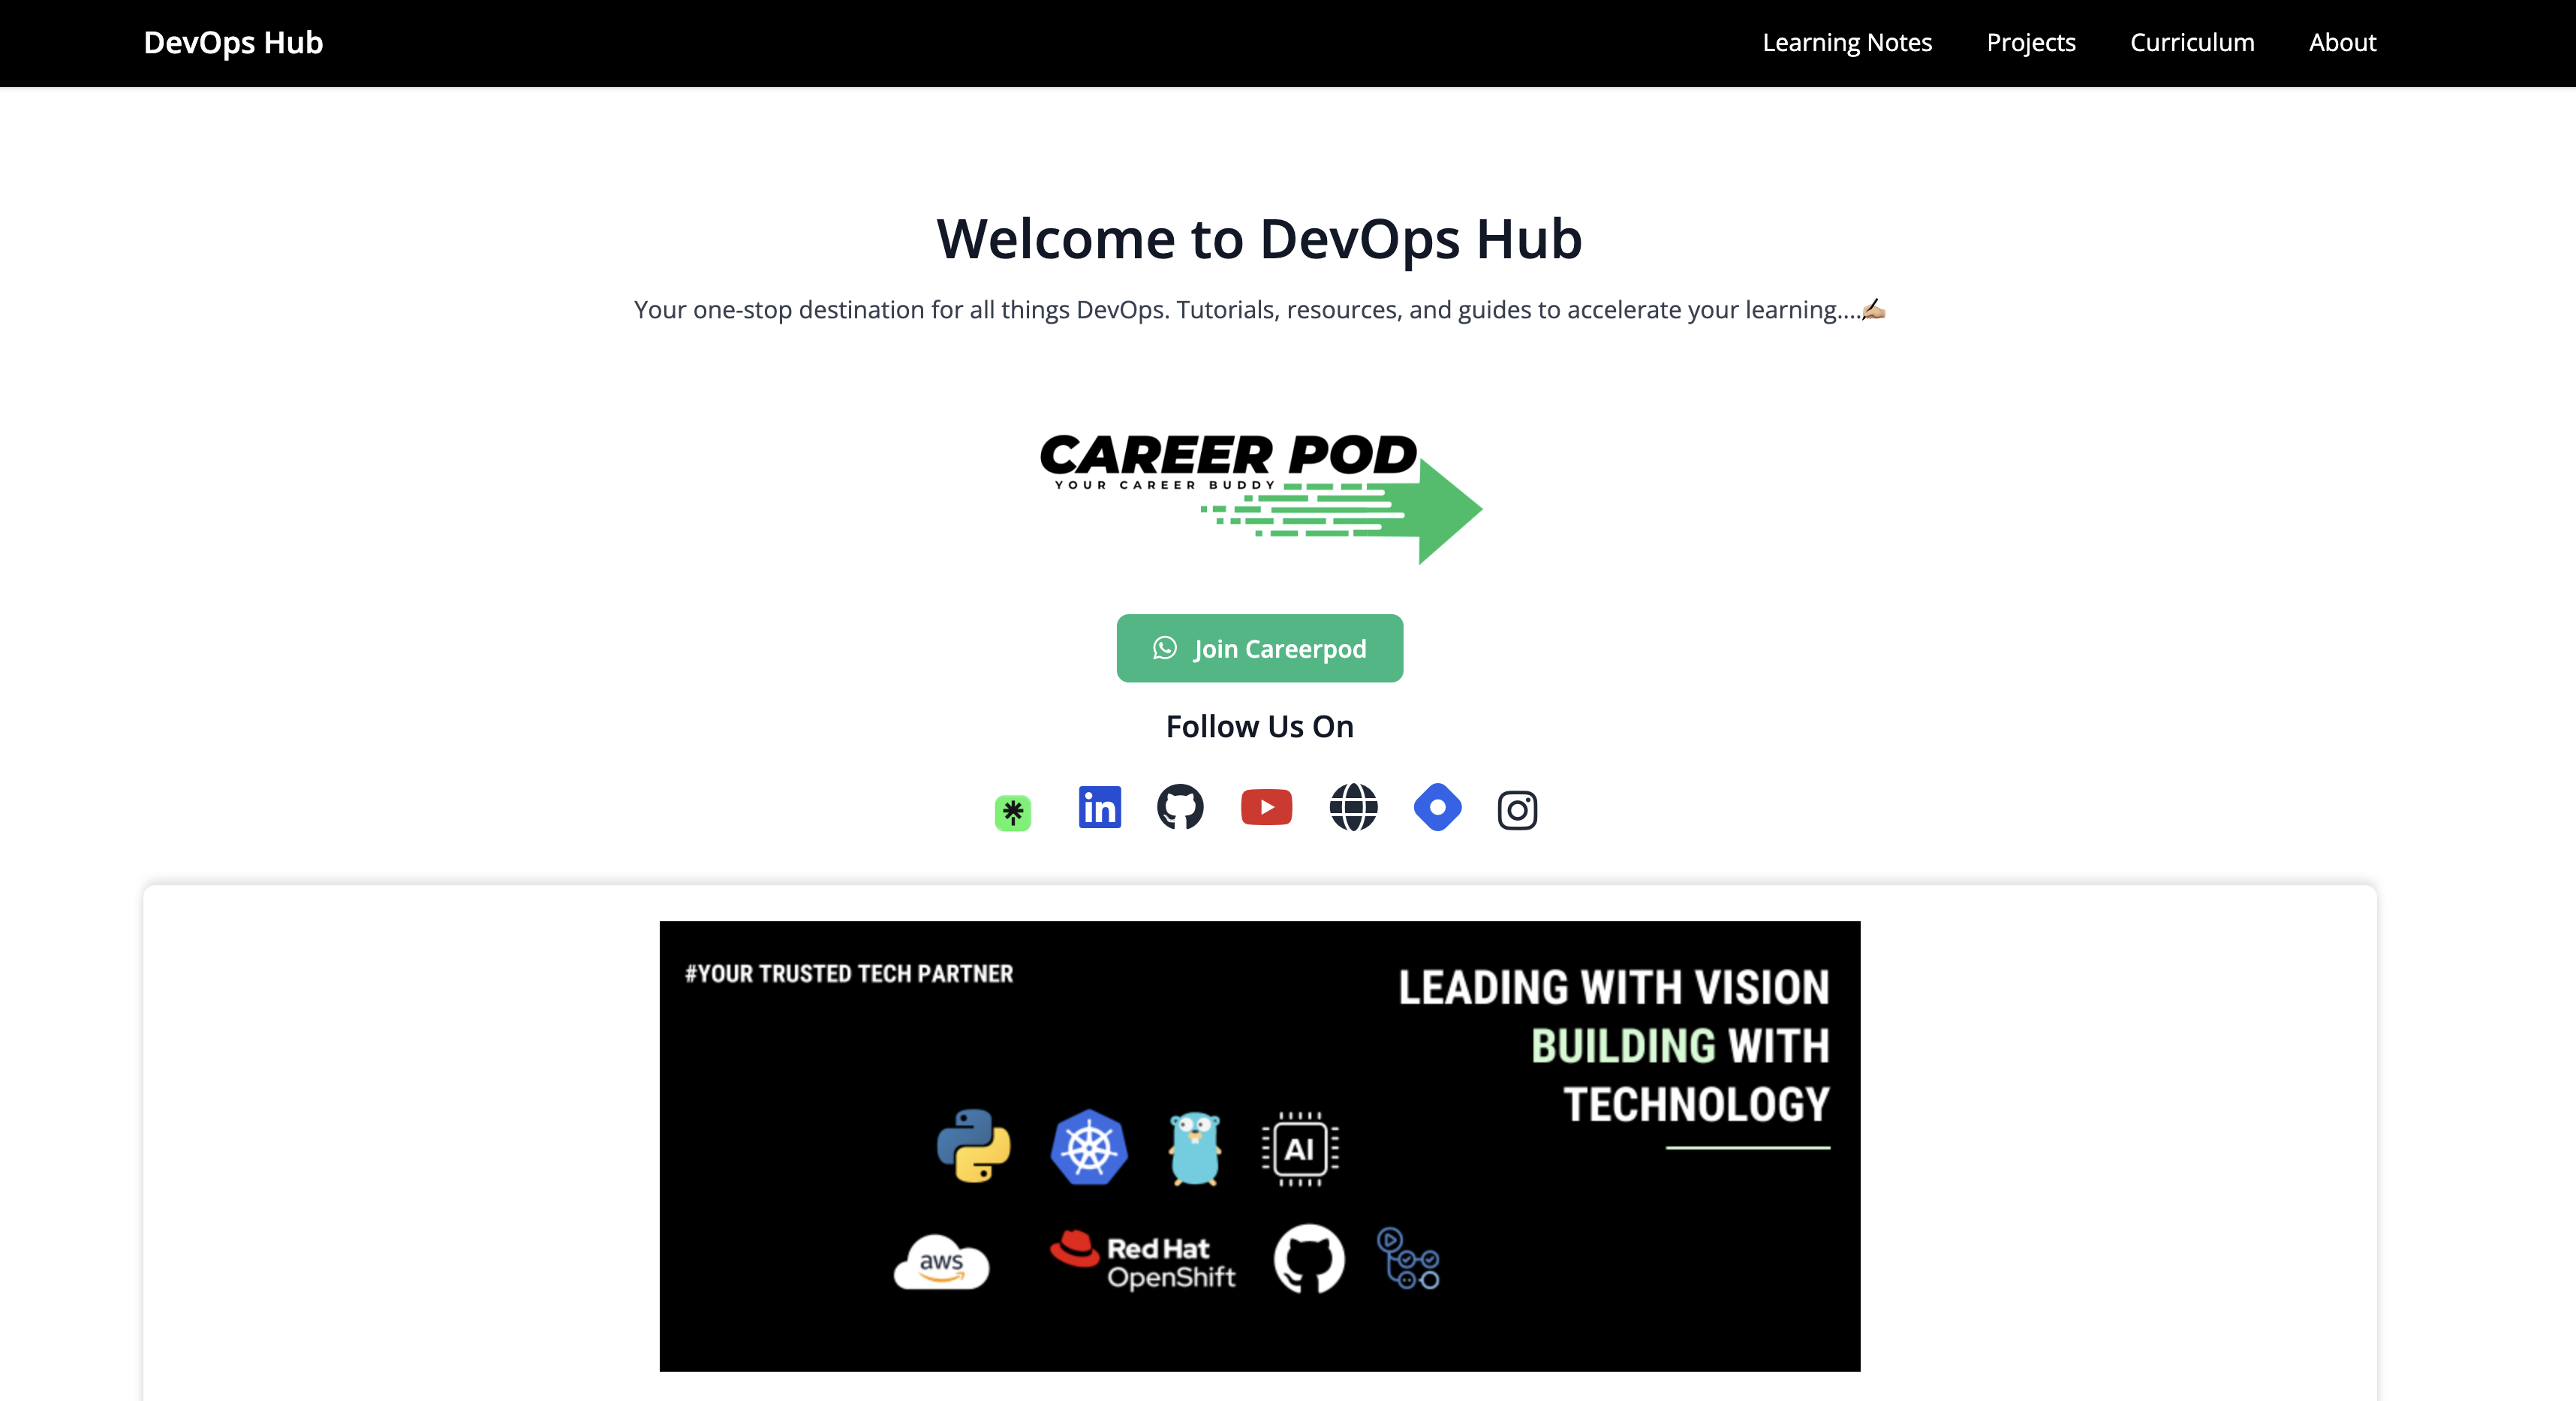 DevOps Hub
Learning Notes
Projects
Curriculum
About
Welcome to DevOps Hub
Your one-stop destination for all things DevOps. Tutorials, resources, and guides to accelerate your learning....✍🏼
CAREER POD
YOUR CAREER BUDDY
Join Careerpod
Follow Us On
in
#YOUR TRUSTED TECH PARTNER
LEADING WITH VISION
BUILDING WITH
TECHNOLOGY
AI
aws
Red Hat
OpenShift